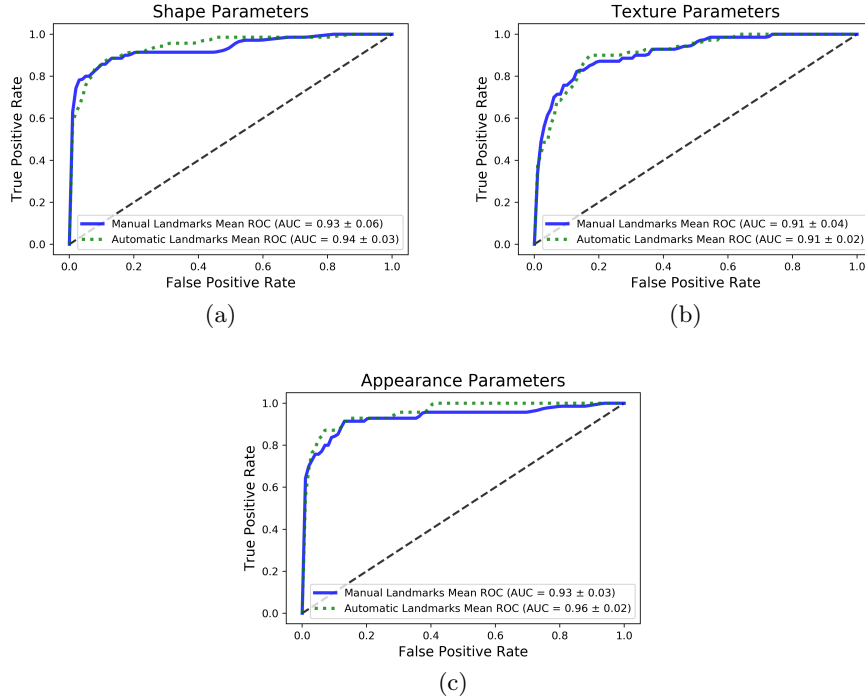 Shape Parameters
1.0
0.8
0.6
0.4
0.2
0.0
True Positive Rate
Manual Landmarks Mean ROC (AUC = 0.93 ± 0.06)
Automatic Landmarks Mean ROC (AUC = 0.94 ± 0.03)
0.0 0.2 0.4 0.6 0.8 1.0
False Positive Rate
(a)
Texture Parameters
1.0
0.8
0.6
0.4
0.2
0.0
True Positive Rate
Manual Landmarks Mean ROC (AUC = 0.91 ± 0.04)
Automatic Landmarks Mean ROC (AUC = 0.91 ± 0.02)
0.0 0.2 0.4 0.6 0.8 1.0
False Positive Rate
(b)
Appearance Parameters
1.0
0.8
0.6
0.4
0.2
0.0
True Positive Rate
Manual Landmarks Mean ROC (AUC = 0.93 ± 0.03)
Automatic Landmarks Mean ROC (AUC = 0.96 ± 0.02)
0.0 0.2 0.4 0.6 0.8 1.0
False Positive Rate
(c)